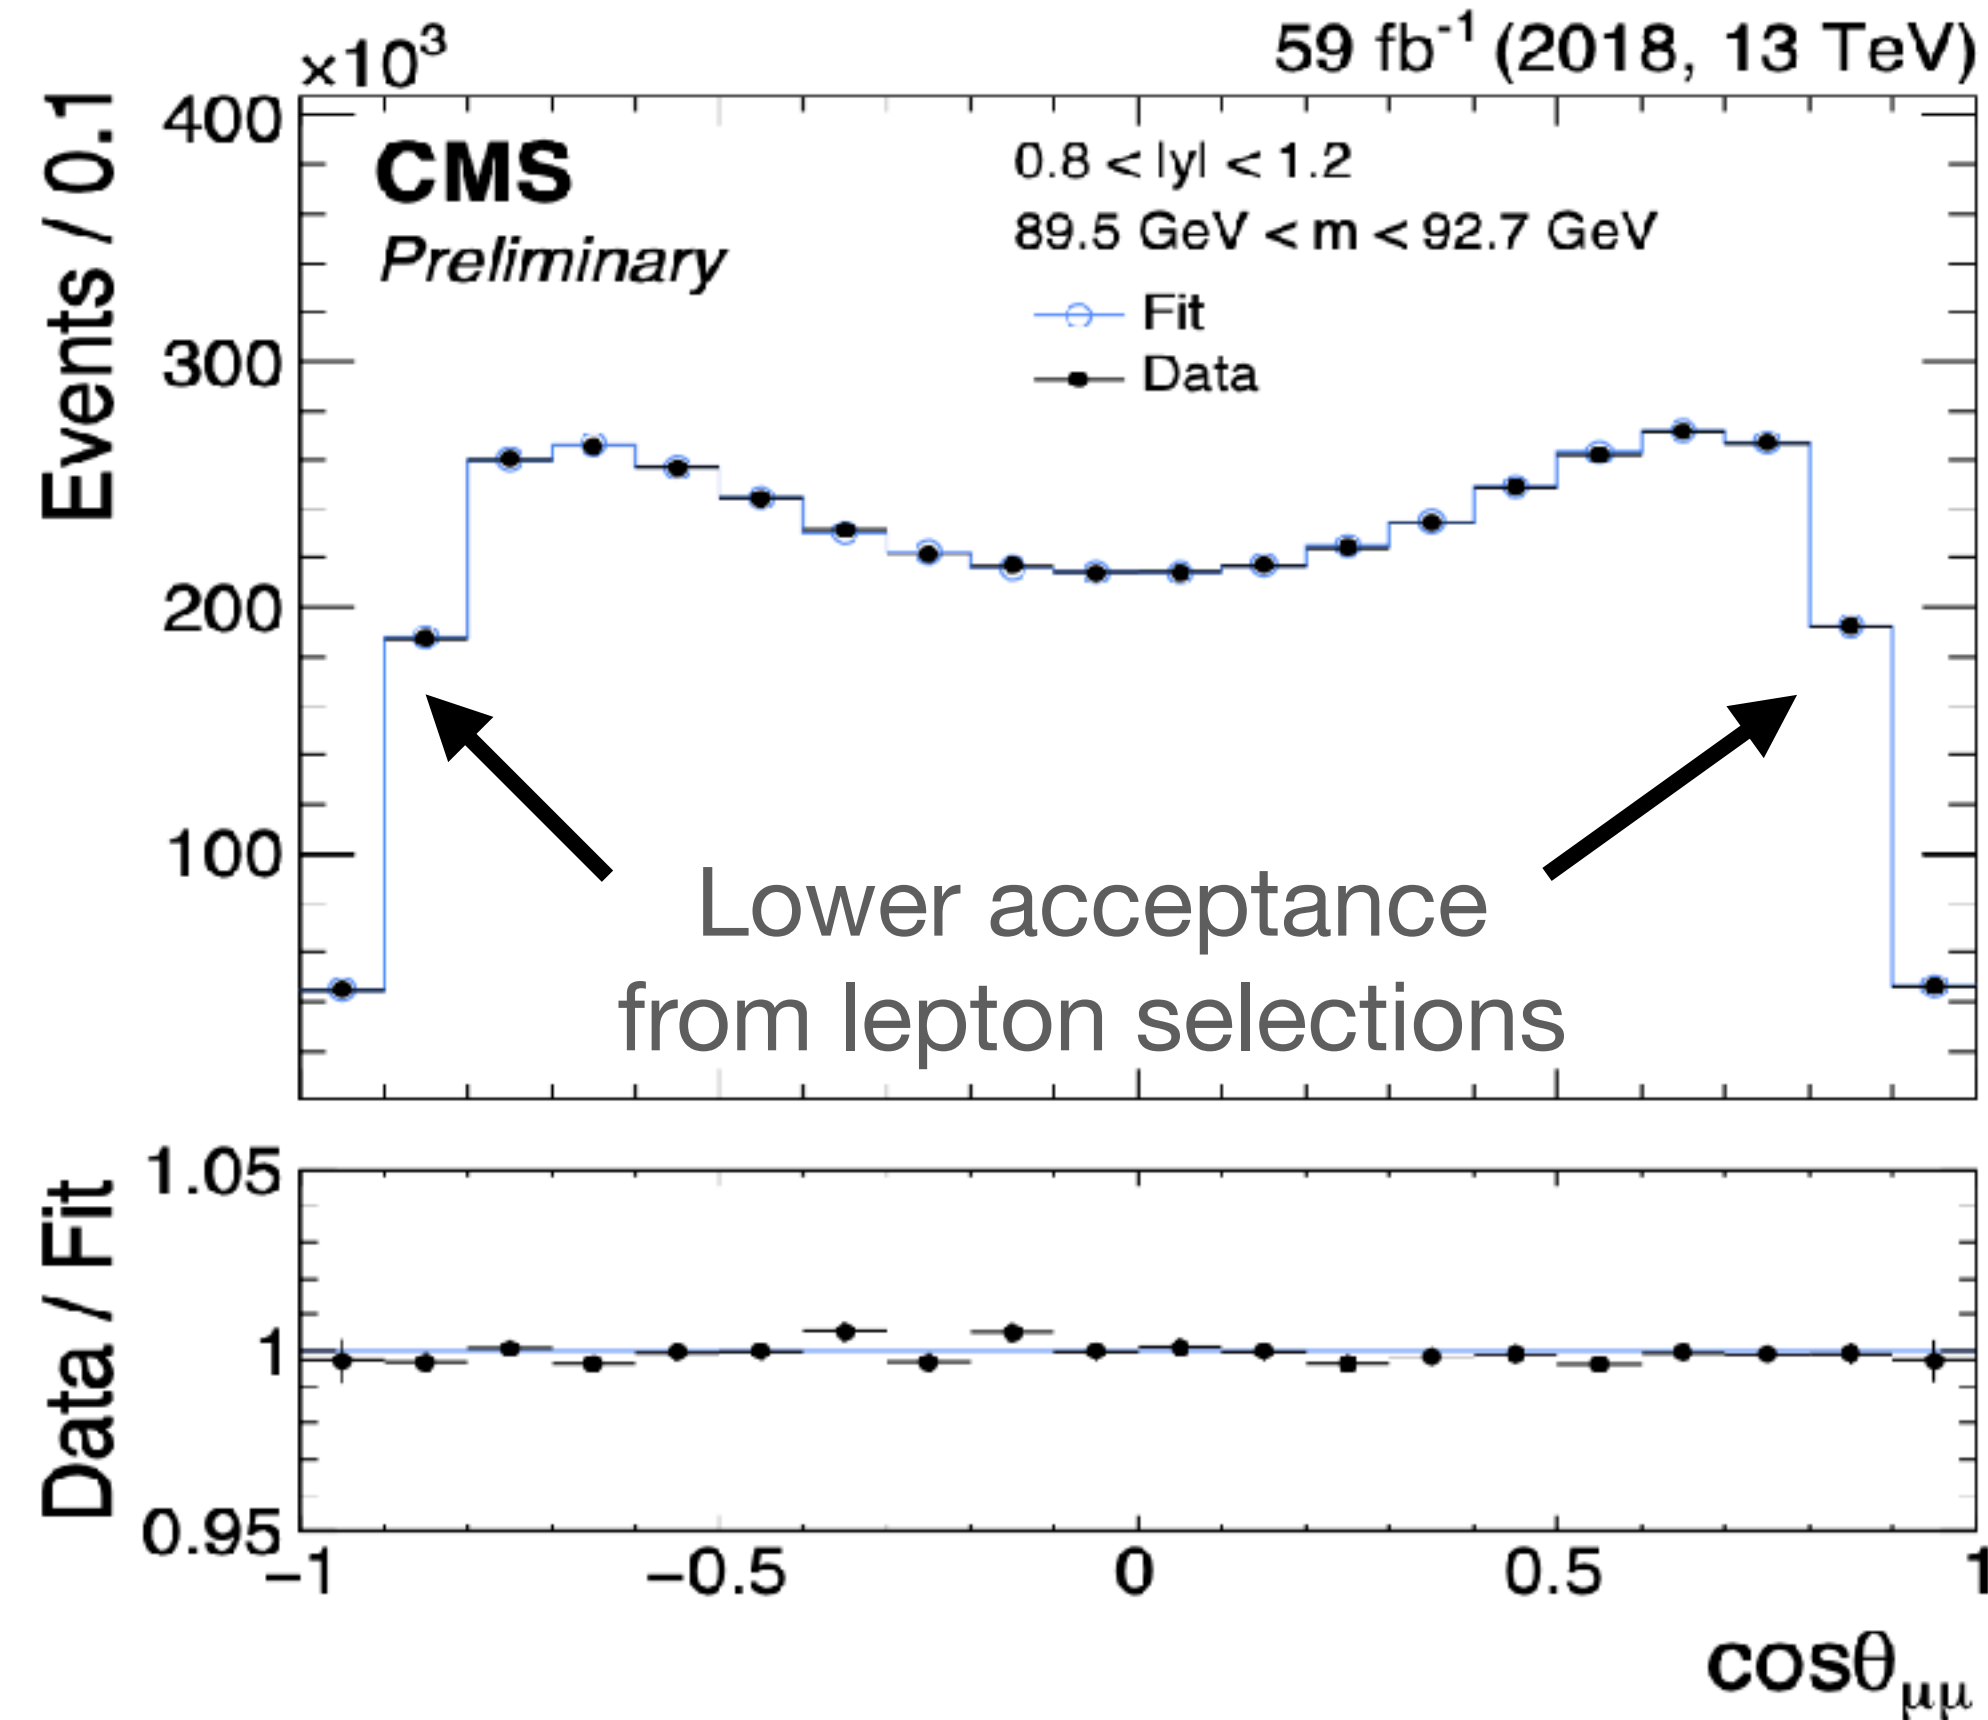 ×10³
59 fb⁻¹ (2018, 13 TeV)
Events / 0.1
400
300
200
100
CMS
Preliminary
0.8 < |y| < 1.2
89.5 GeV < m < 92.7 GeV
Fit
Data
Lower acceptance
from lepton selections
Data / Fit
1.05
1
0.95
−1
−0.5
0
0.5
1
cosθμμ